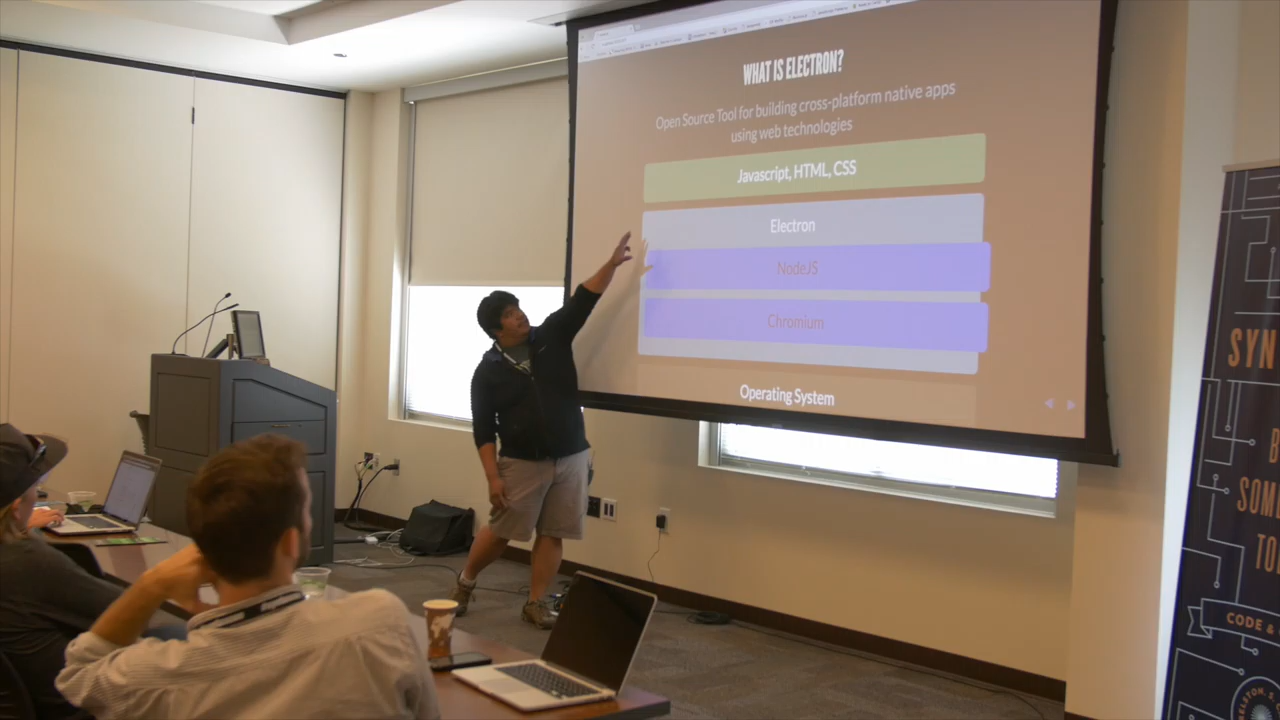 WHAT IS ELECTRON?
Open Source Tool for building cross-platform native apps
using web technologies
Javascript, HTML, CSS
Electron
NodeJS
Chromium
Operating System
SYN
B
SOM
TO
CODE &